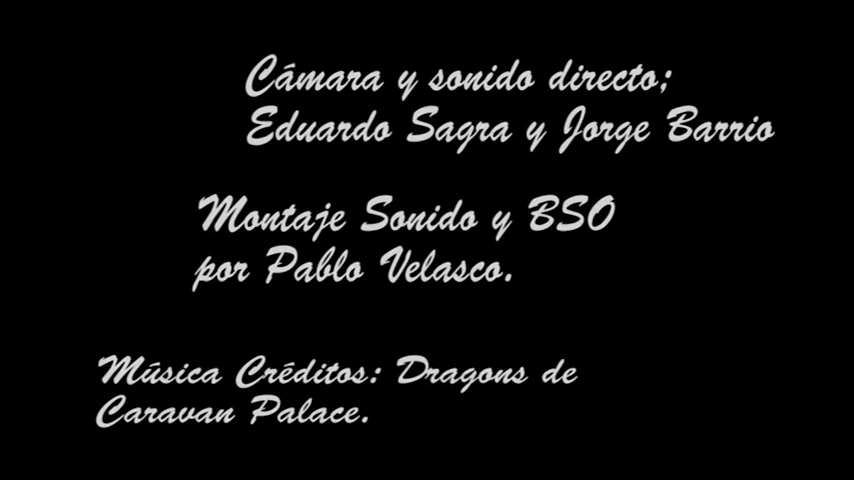 Cámara y sonido directo;
Eduardo Sagra y Jorge Barrio
Montaje Sonido y BSO
por Pablo Velasco.
Música Créditos: Dragons de
Caravan Palace.